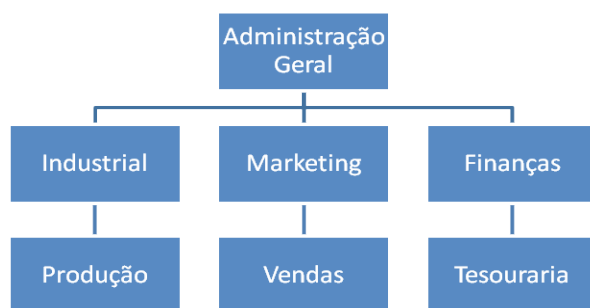 Administração
Geral
Industrial
Marketing
Finanças
Produção
Vendas
Tesouraria